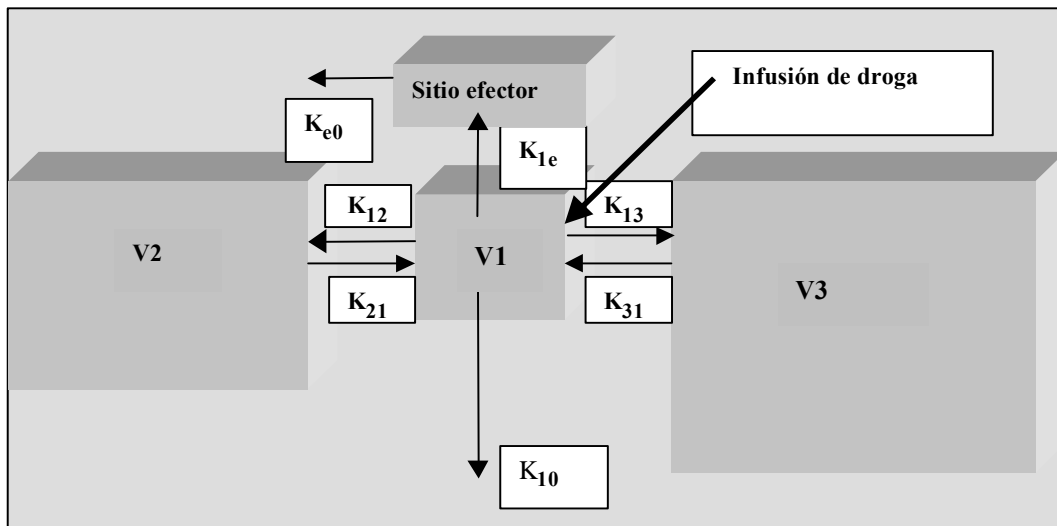 Sitio efector
Infusión de droga
Ke0
K1e
K12
K13
V2
V1
V3
K21
K31
K10